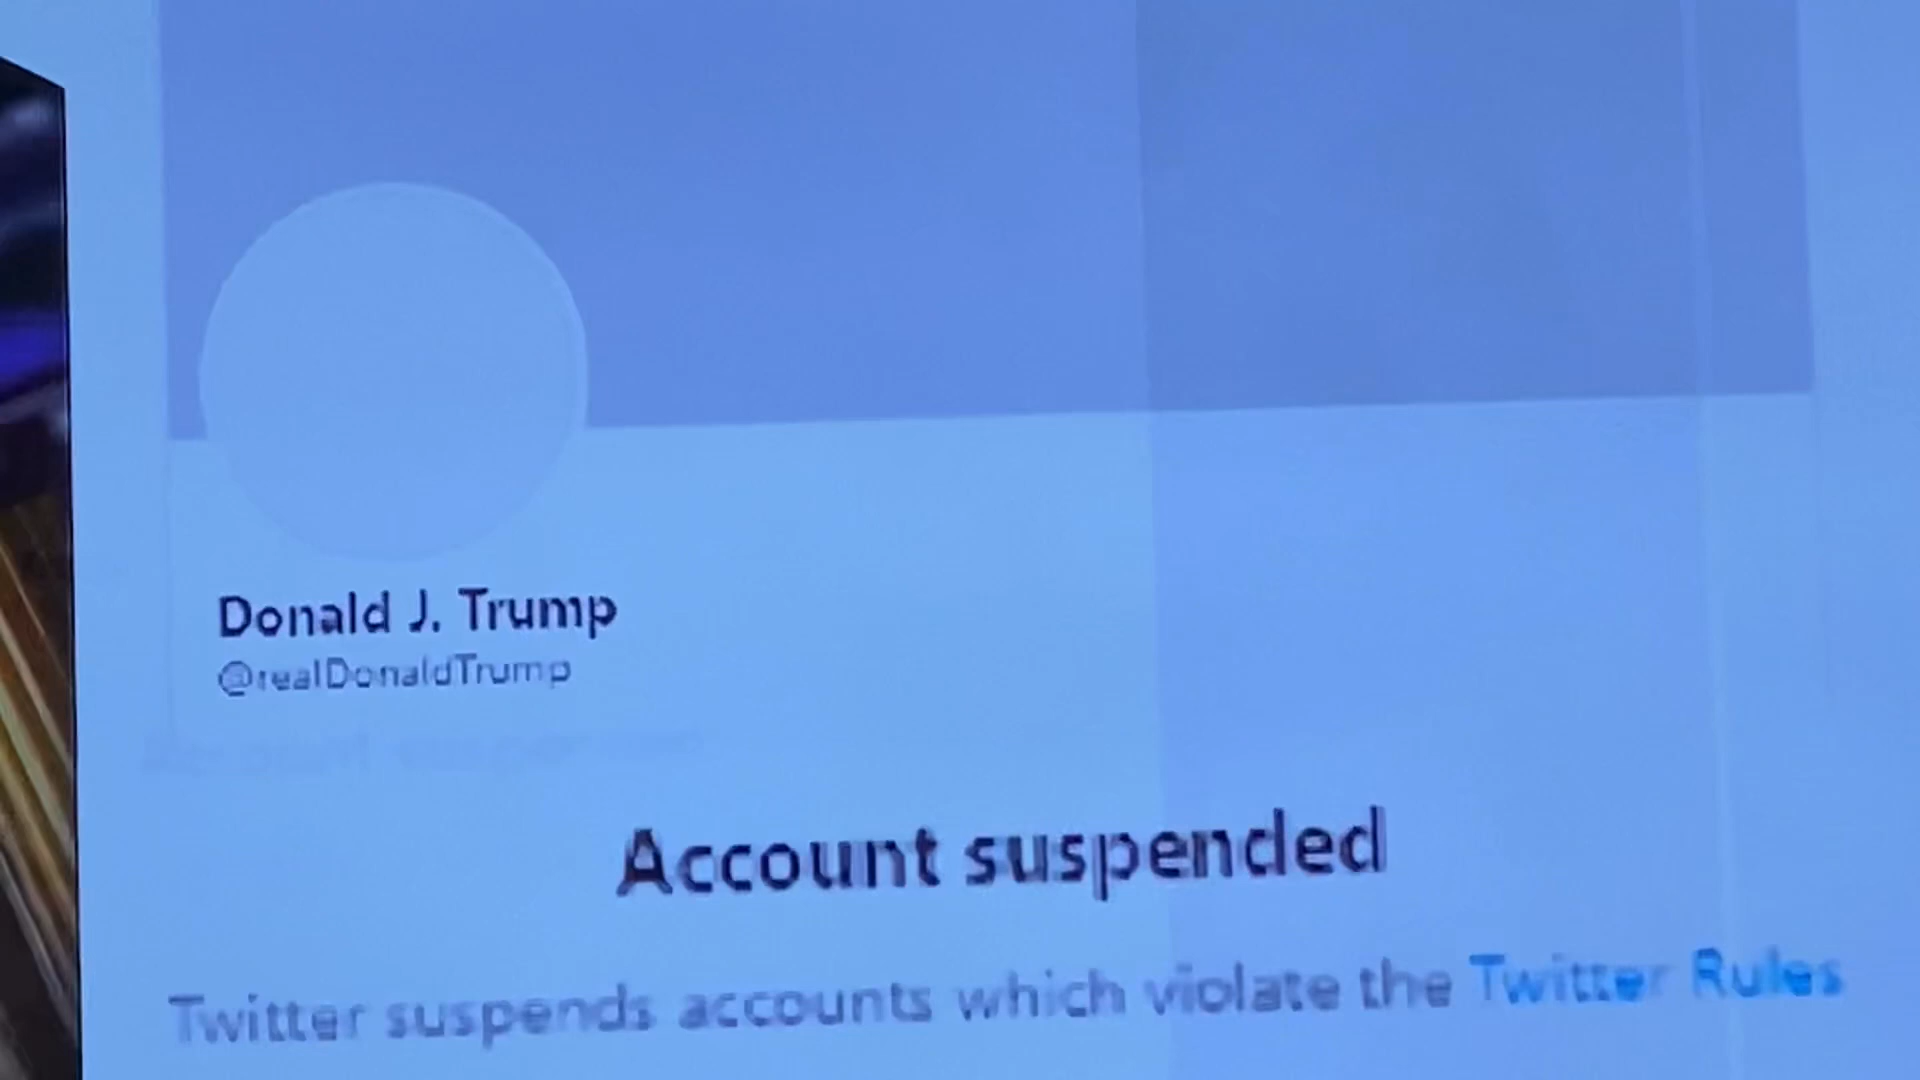 Donald J. Trump
@realDonaldTrump
Account suspended
Twitter suspends accounts which violate the Twitter Rules